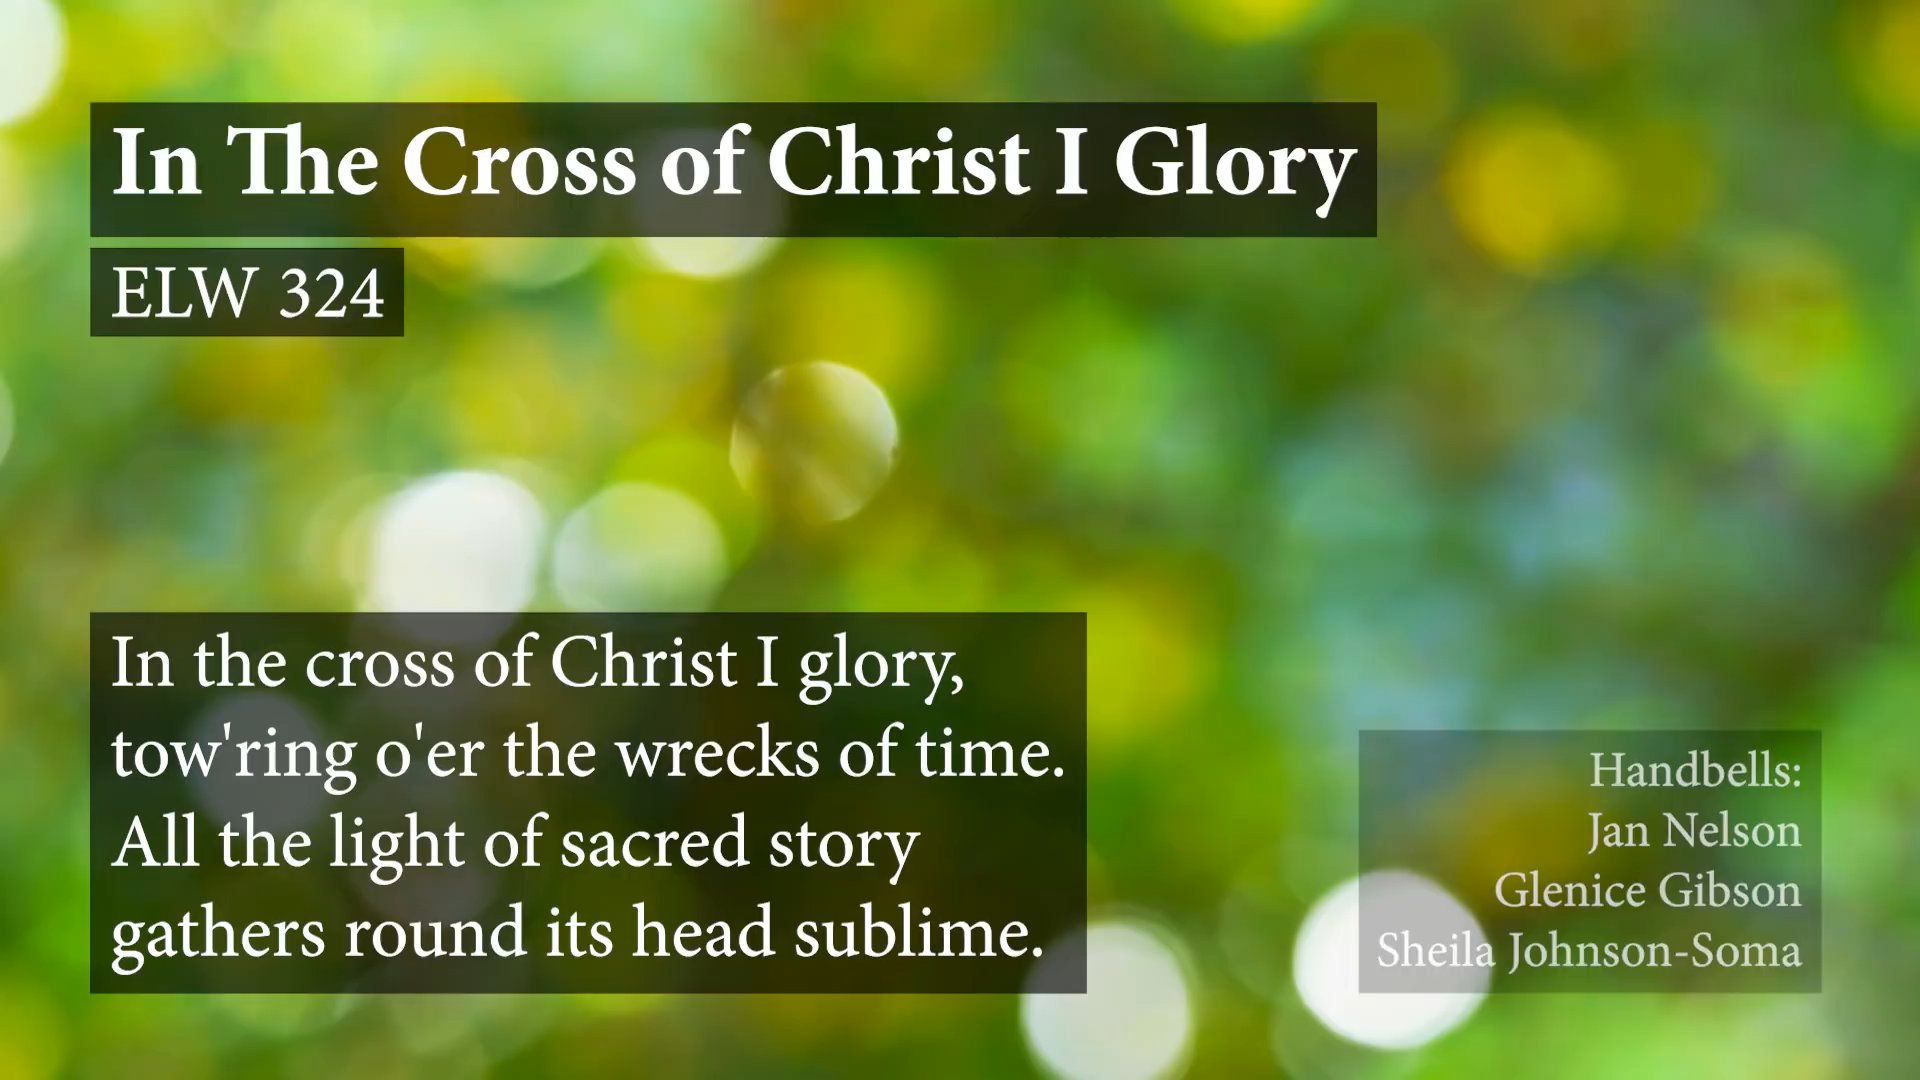 In The Cross of Christ I Glory
ELW 324
In the cross of Christ I glory,
tow'ring o'er the wrecks of time.
All the light of sacred story
gathers round its head sublime.
Handbells:
Jan Nelson
Glenice Gibson
Sheila Johnson-Soma